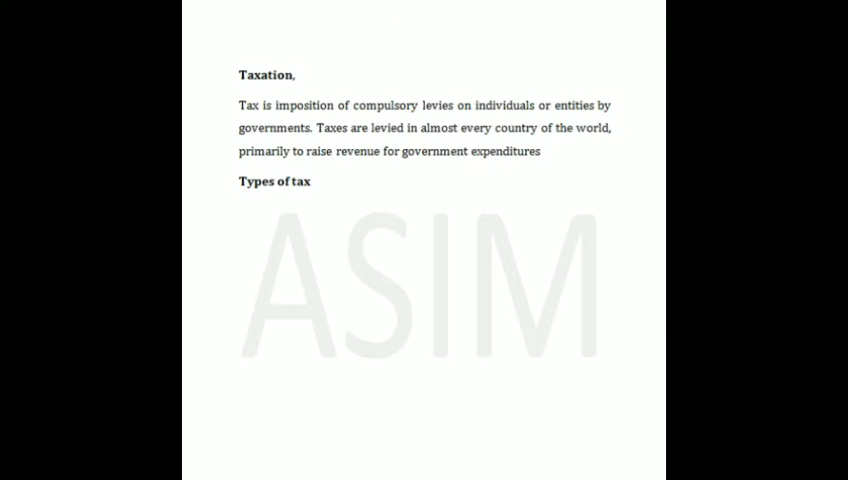 Taxation,
Tax is imposition of compulsory levies on individuals or entities by
governments. Taxes are levied in almost every country of the world,
primarily to raise revenue for government expenditures
Types of tax
ASIM